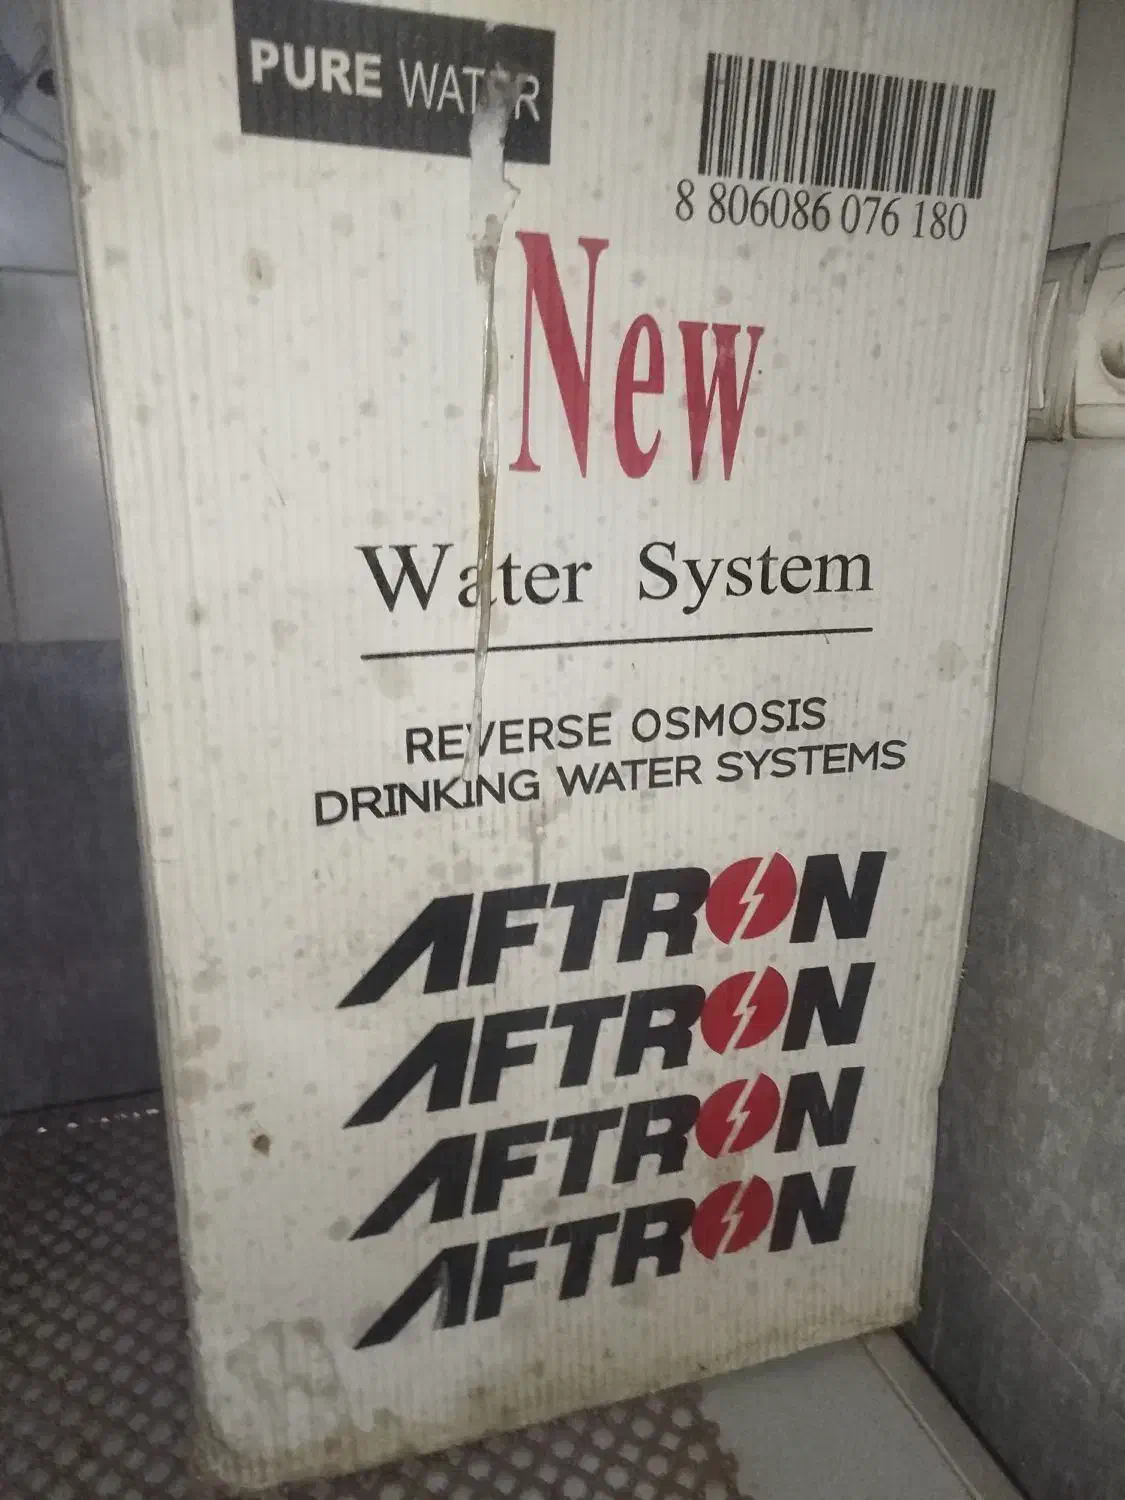 PURE WATER
8 806086 076 180
New
Water System
REVERSE OSMOSIS
DRINKING WATER SYSTEMS
AFTRON
AFTRON
AFTRON
AFTRON